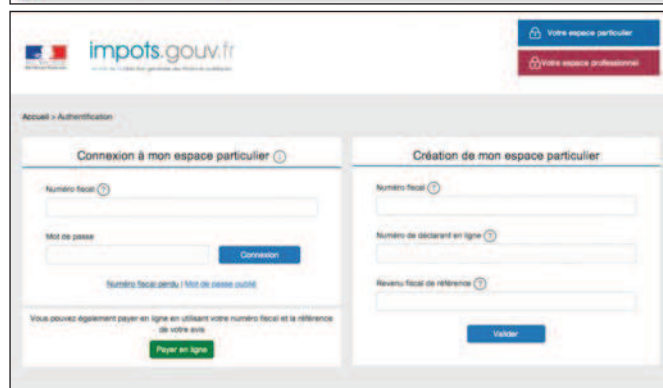 Votre espace particulier
impots.gouv.fr
Votre espace professionnel
Accueil > Authentification
Connexion à mon espace particulier
Numéro fiscal ?
Mot de passe
Connexion
Numéro fiscal perdu / Mot de passe oublié
Vous pouvez également payer en ligne en utilisant votre numéro fiscal et la référence
de votre avis
Payer en ligne
Création de mon espace particulier
Numéro fiscal ?
Numéro de déclarant en ligne ?
Revenu fiscal de référence ?
Valider